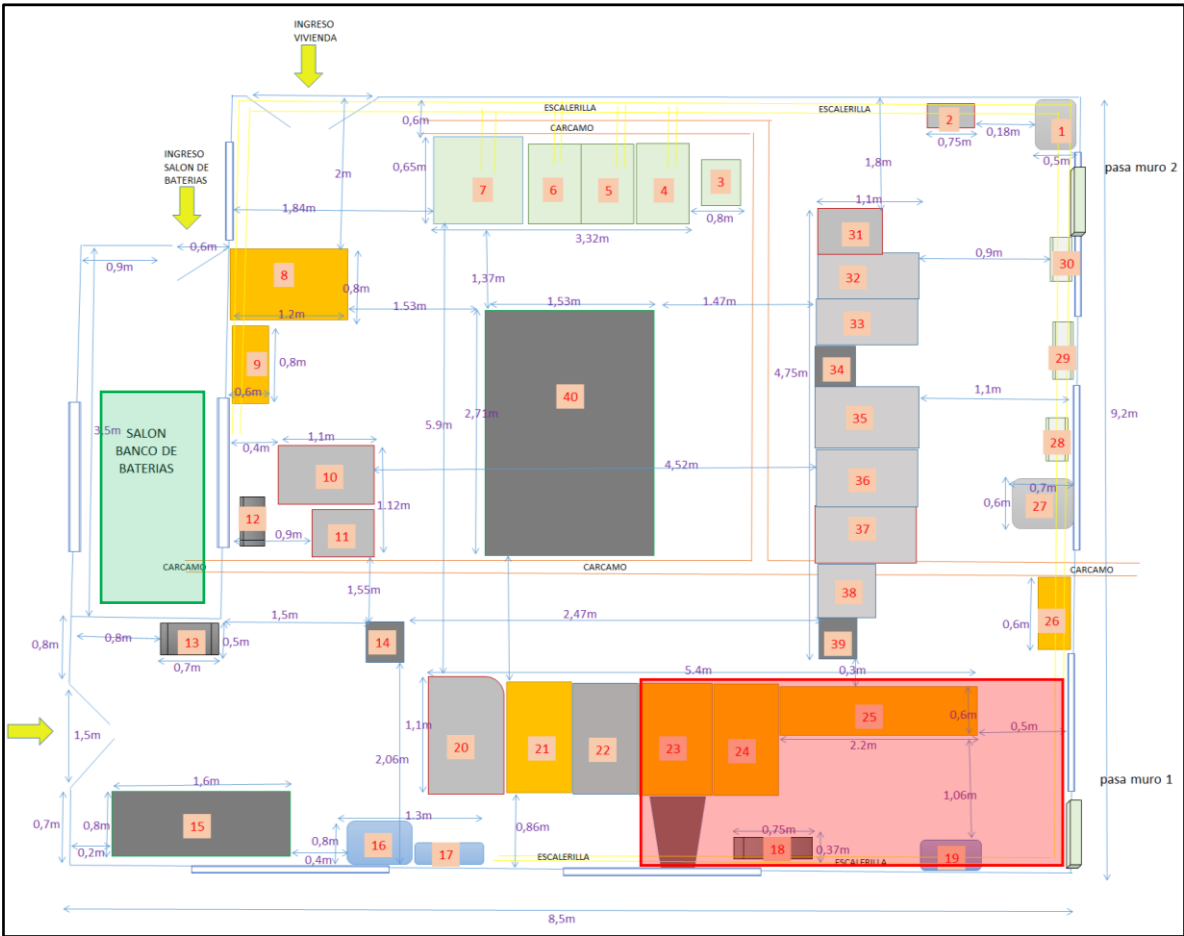 INGRESO
VIVIENDA
ESCALERILLA
ESCALERILLA
CARCAMO
0,6m
2
0,75m
0,18m
1
0,5m
pasa muro 2
INGRESO
SALON DE
BATERIAS
0,65m
7
6
5
4
3
0,8m
2m
1,84m
3,32m
1,8m
1,1m
31
0,6m
0,9m
8
0,8m
1.2m
1,37m
1.53m
1,53m
1.47m
32
0,9m
30
33
9
0,8m
0,6m
34
29
4,75m
2,71m
40
5.9m
35
1,1m
9,2m
3,5m
SALON
BANCO DE
BATERIAS
0,4m
1,1m
28
4,52m
10
36
1.12m
0,7m
0,6m
27
12
0,9m
11
37
CARCAMO
CARCAMO
CARCAMO
1,55m
38
0,6m
26
1,5m
2,47m
0,8m
0,8m
13
0,5m
14
39
0,7m
5.4m
0,3m
1,1m
20
21
22
23
24
25
0,6m
0,5m
2.2m
1,5m
2,06m
pasa muro 1
1,6m
1,06m
0,7m
0,8m
15
1.3m
0,86m
0,75m
0,8m
16
17
18
0,37m
0,2m
0,4m
ESCALERILLA
ESCALERILLA
19
8,5m